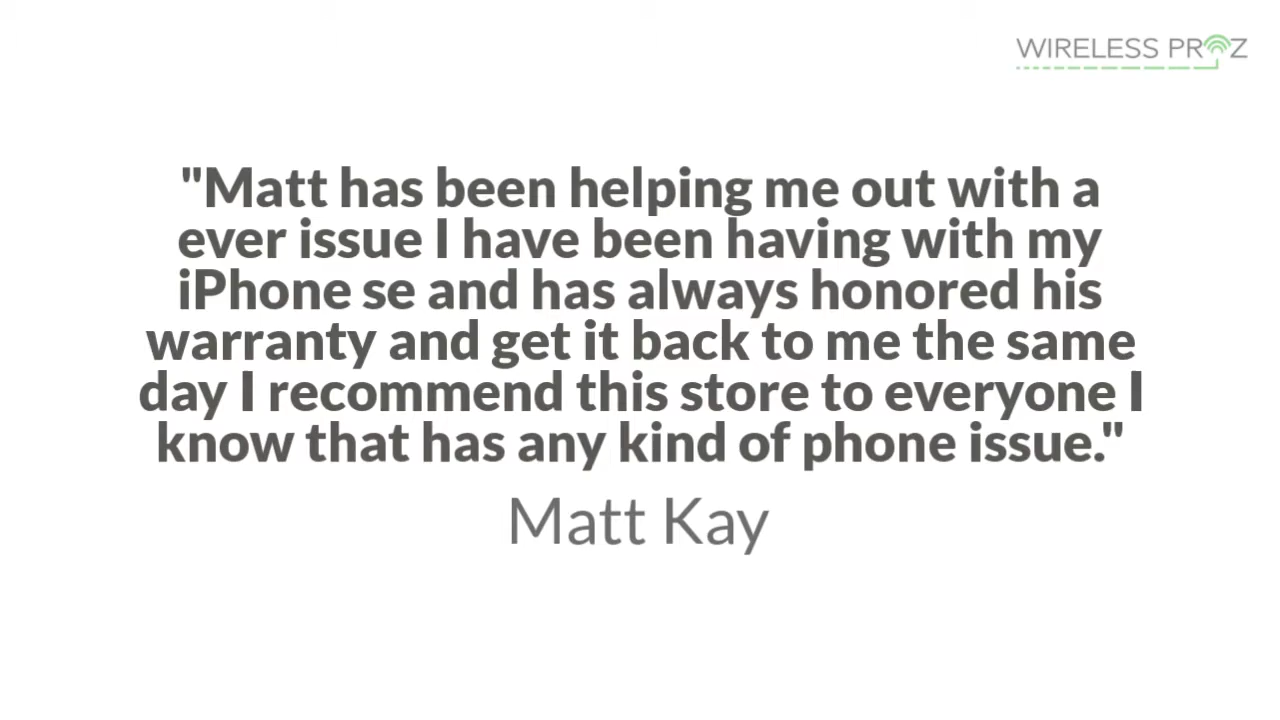 WIRELESS PROZ
"Matt has been helping me out with a
ever issue I have been having with my
iPhone se and has always honored his
warranty and get it back to me the same
day I recommend this store to everyone I
know that has any kind of phone issue."
Matt Kay